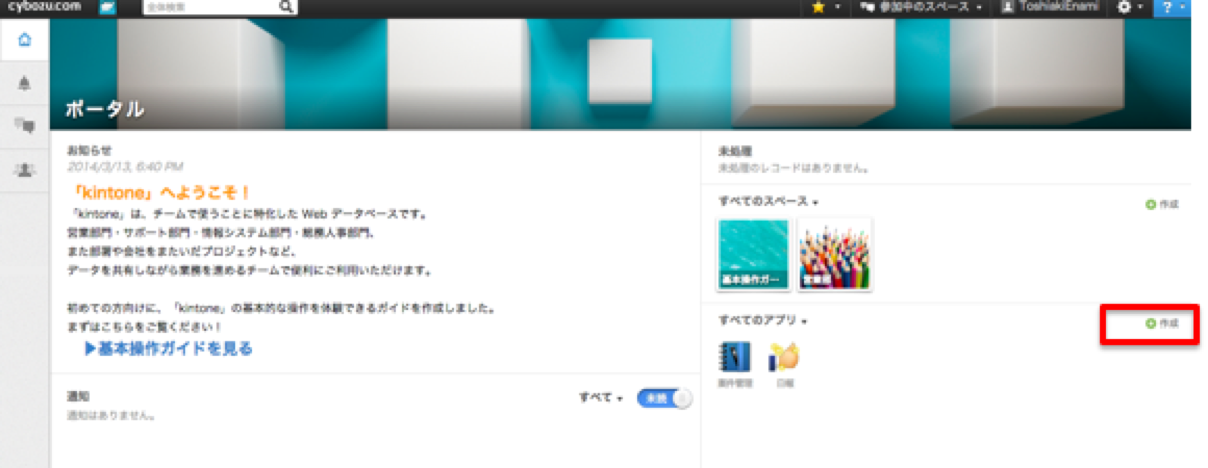 cybozu.com
全体検索
参加中のスペース
ToshiakiEnami
?
ポータル
お知らせ
2014/3/13, 6:40 PM
「kintone」へようこそ！
「kintone」は、チームで使うことに特化した Web データベースです。
営業部門・サポート部門・情報システム部門・総務人事部門、
また部署や会社をまたいだプロジェクトなど、
データを共有しながら業務を進めるチームで便利にご利用いただけます。
初めての方向けに、「kintone」の基本的な操作を体験できるガイドを作成しました。
まずはこちらをご覧ください！
▶基本操作ガイドを見る
通知
すべて
未読
通知はありません。
未処理
未処理のレコードはありません。
すべてのスペース
作成
基本操作ガ…
営業部
すべてのアプリ
作成
案件管理
日報